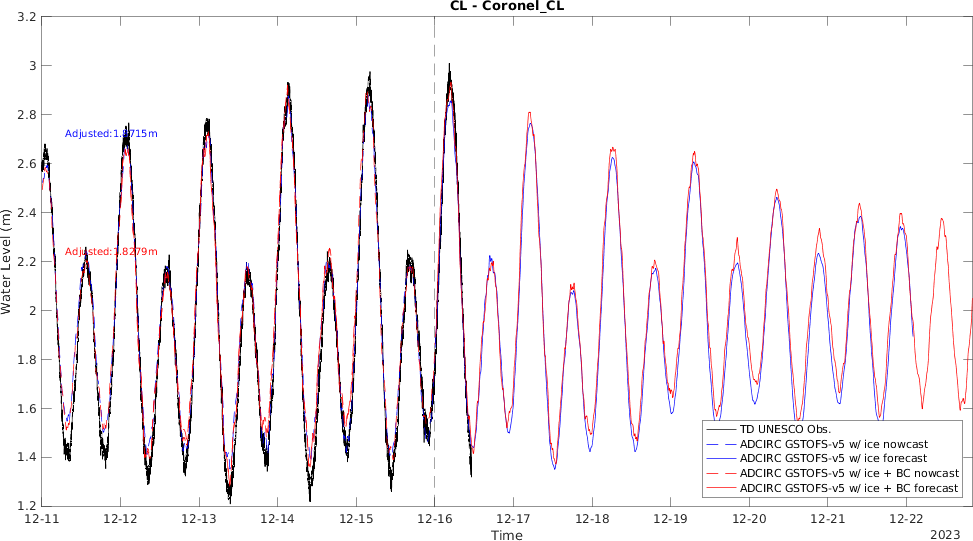 CL - Coronel_CL
3.2
3
2.8
2.6
2.4
2.2
2
1.8
1.6
1.4
1.2
Water Level (m)
Adjusted:1.8715m
Adjusted:1.8279m
TD UNESCO Obs.
ADCIRC GSTOFS-v5 w/ ice nowcast
ADCIRC GSTOFS-v5 w/ ice forecast
ADCIRC GSTOFS-v5 w/ ice + BC nowcast
ADCIRC GSTOFS-v5 w/ ice + BC forecast
12-11 12-12 12-13 12-14 12-15 12-16 12-17 12-18 12-19 12-20 12-21 12-22
Time
2023